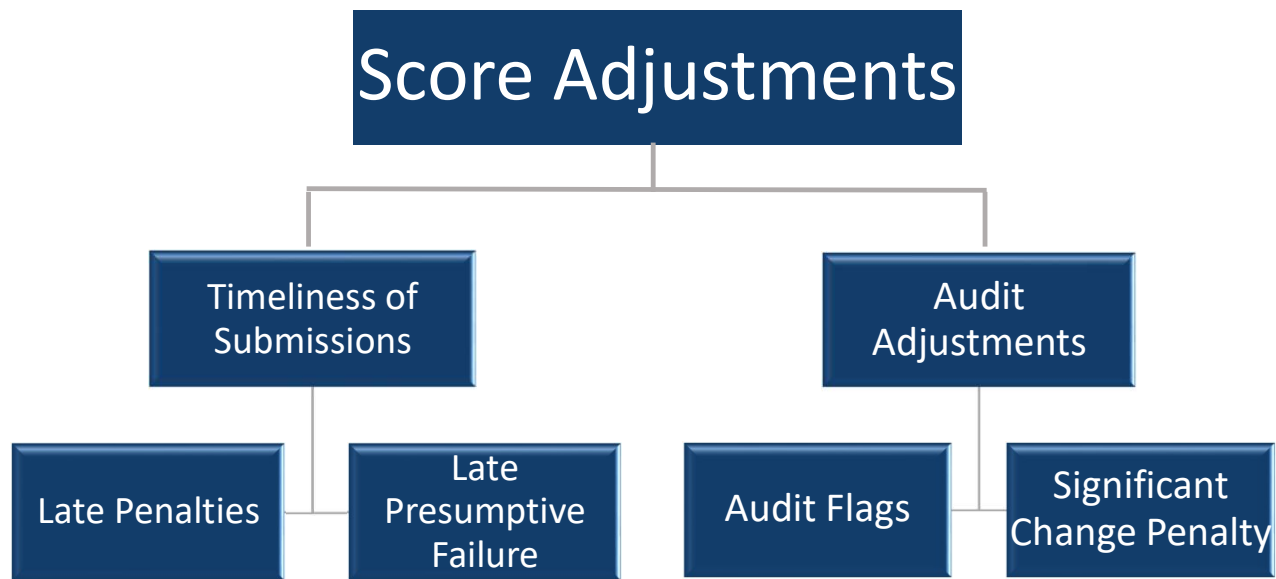 Score Adjustments
Timeliness of
Submissions
Audit
Adjustments
Late Penalties
Late
Presumptive
Failure
Audit Flags
Significant
Change Penalty